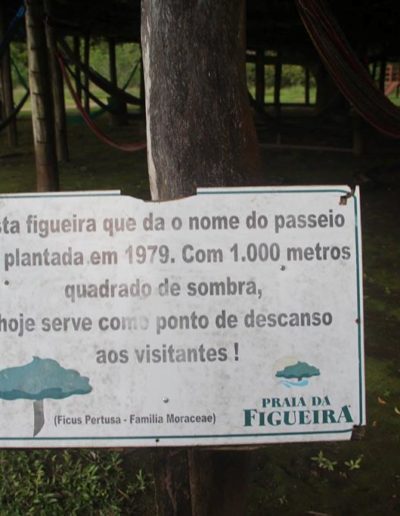 sta figueira que da o nome do passeio
plantada em 1979. Com 1.000 metros
quadrado de sombra,
hoje serve como ponto de descanso
aos visitantes !
(Ficus Pertusa - Familia Moraceae)
PRAIA DA
FIGUEIRA